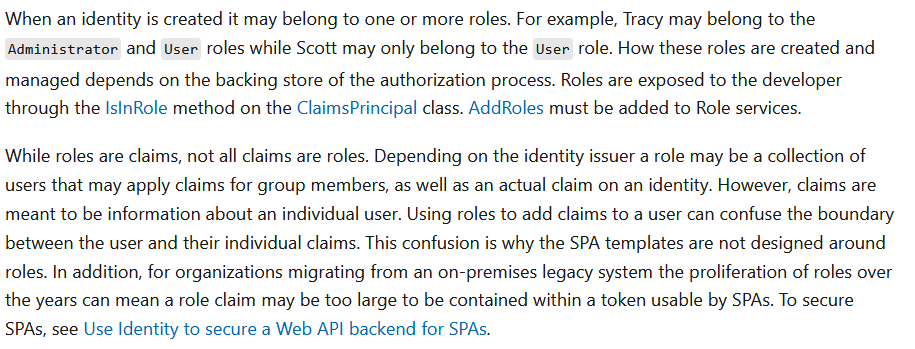 When an identity is created it may belong to one or more roles. For example, Tracy may belong to the
Administrator and User roles while Scott may only belong to the User role. How these roles are created and
managed depends on the backing store of the authorization process. Roles are exposed to the developer
through the IsInRole method on the ClaimsPrincipal class. AddRoles must be added to Role services.
While roles are claims, not all claims are roles. Depending on the identity issuer a role may be a collection of
users that may apply claims for group members, as well as an actual claim on an identity. However, claims are
meant to be information about an individual user. Using roles to add claims to a user can confuse the boundary
between the user and their individual claims. This confusion is why the SPA templates are not designed around
roles. In addition, for organizations migrating from an on-premises legacy system the proliferation of roles over
the years can mean a role claim may be too large to be contained within a token usable by SPAs. To secure
SPAs, see Use Identity to secure a Web API backend for SPAs.